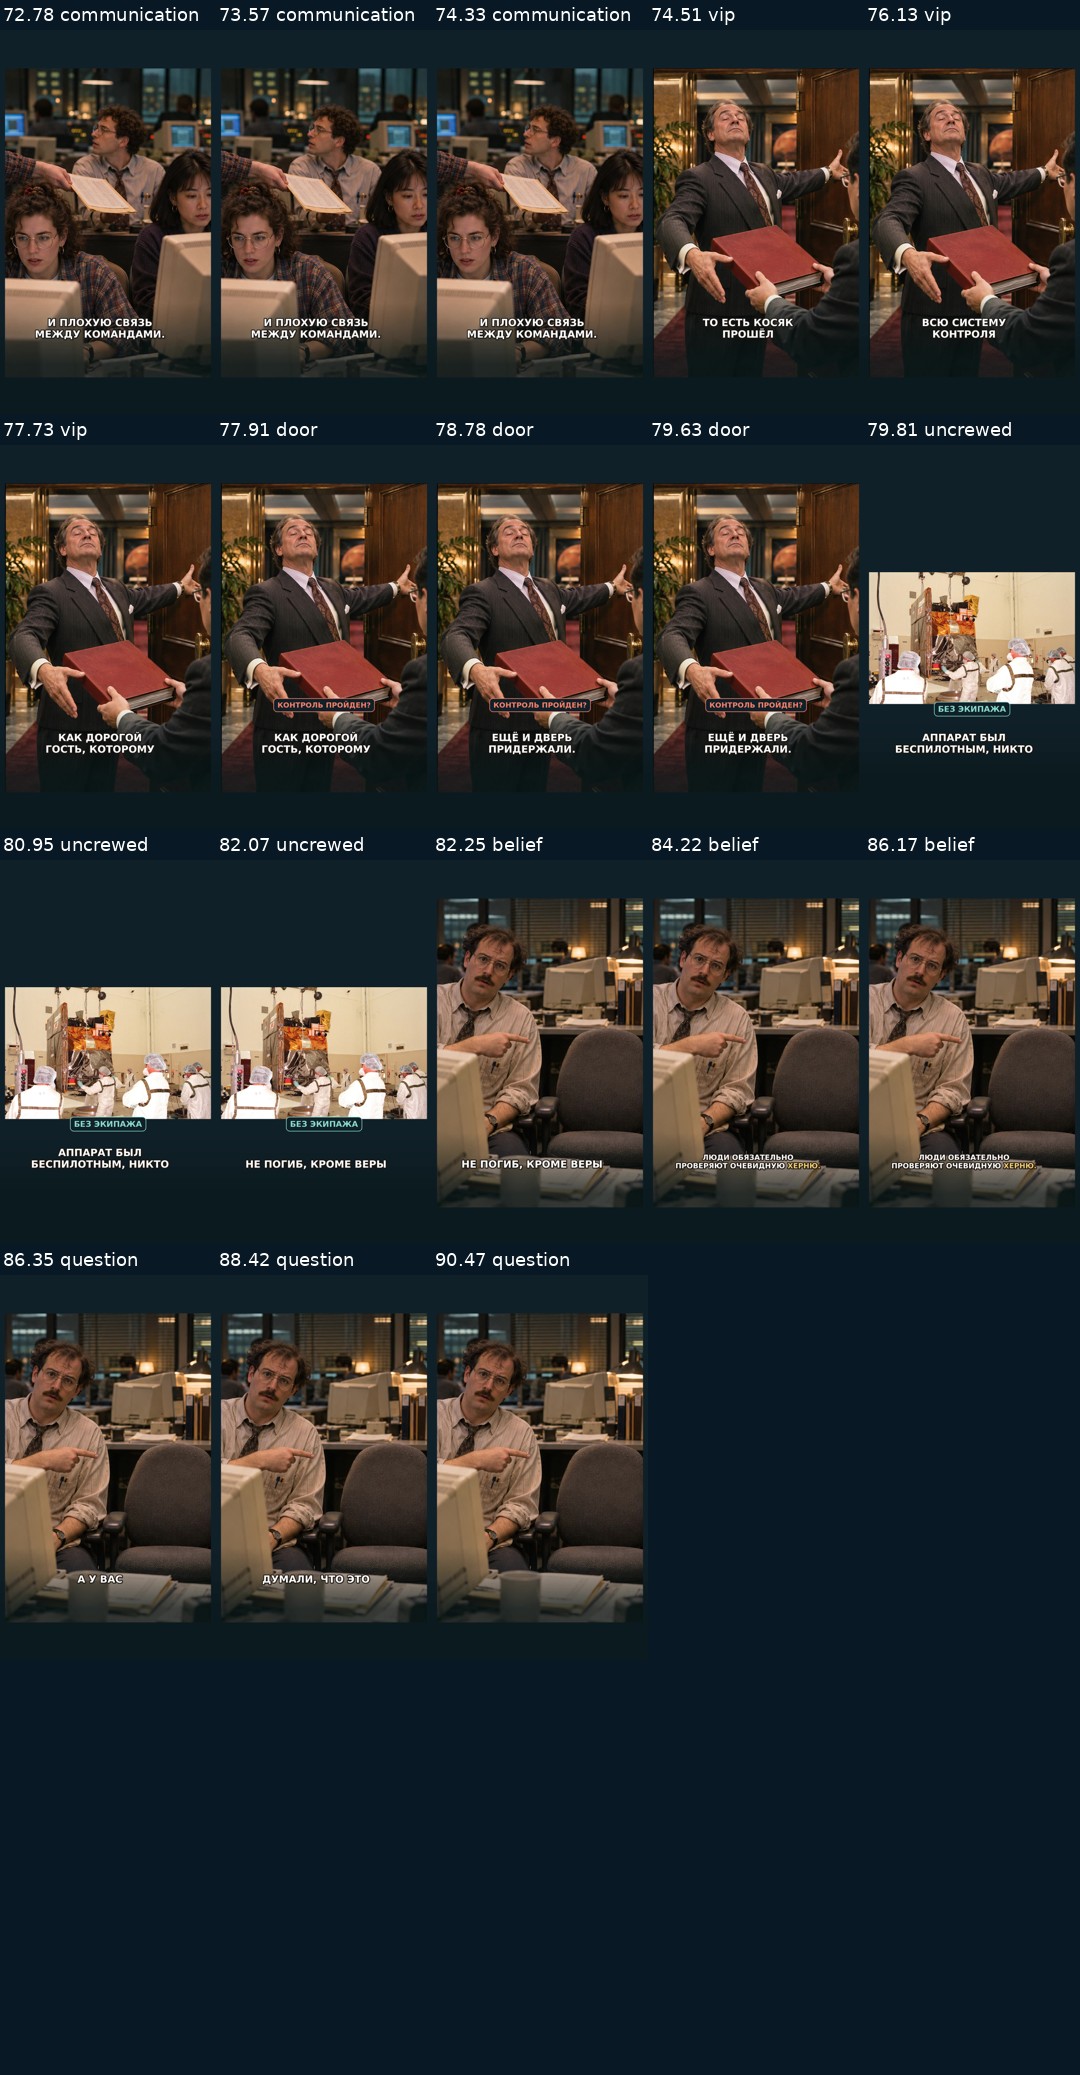 72.78 communication
И ПЛОХУЮ СВЯЗЬ
МЕЖДУ КОМАНДАМИ.
73.57 communication
И ПЛОХУЮ СВЯЗЬ
МЕЖДУ КОМАНДАМИ.
74.33 communication
И ПЛОХУЮ СВЯЗЬ
МЕЖДУ КОМАНДАМИ.
74.51 vip
ТО ЕСТЬ КОСЯК
ПРОШЁЛ
76.13 vip
ВСЮ СИСТЕМУ
КОНТРОЛЯ
77.73 vip
КАК ДОРОГОЙ
ГОСТЬ, КОТОРОМУ
77.91 door
КОНТРОЛЬ ПРОЙДЕН?
КАК ДОРОГОЙ
ГОСТЬ, КОТОРОМУ
78.78 door
КОНТРОЛЬ ПРОЙДЕН?
ЕЩЁ И ДВЕРЬ
ПРИДЕРЖАЛИ.
79.63 door
КОНТРОЛЬ ПРОЙДЕН?
ЕЩЁ И ДВЕРЬ
ПРИДЕРЖАЛИ.
79.81 uncrewed
БЕЗ ЭКИПАЖА
АППАРАТ БЫЛ
БЕСПИЛОТНЫМ, НИКТО
80.95 uncrewed
БЕЗ ЭКИПАЖА
АППАРАТ БЫЛ
БЕСПИЛОТНЫМ, НИКТО
82.07 uncrewed
БЕЗ ЭКИПАЖА
НЕ ПОГИБ, КРОМЕ ВЕРЫ
82.25 belief
НЕ ПОГИБ, КРОМЕ ВЕРЫ
84.22 belief
ЛЮДИ ОБЯЗАТЕЛЬНО
ПРОВЕРЯЮТ ОЧЕВИДНУЮ ХЕРНЮ.
86.17 belief
ЛЮДИ ОБЯЗАТЕЛЬНО
ПРОВЕРЯЮТ ОЧЕВИДНУЮ ХЕРНЮ.
86.35 question
А У ВАС
88.42 question
ДУМАЛИ, ЧТО ЭТО
90.47 question